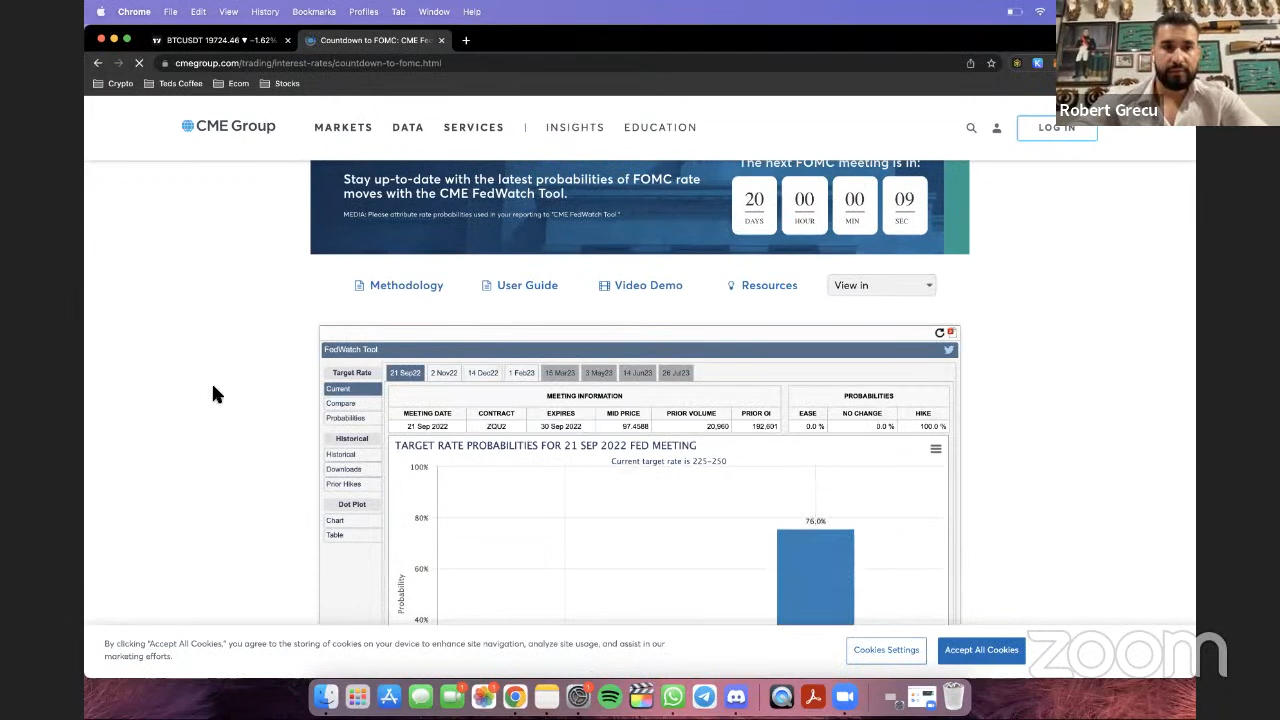 Chrome File Edit View History Bookmarks Profiles Tab Window Help
BTCUSDT 19724.46 ▼ −1.62% × Countdown to FOMC: CME Fe × +
cmegroup.com/trading/interest-rates/countdown-to-fomc.html
Crypto Teds Coffee Ecom Stocks
Robert Grecu
CME Group MARKETS DATA SERVICES | INSIGHTS EDUCATION LOG IN
The next FOMC meeting is in:
Stay up-to-date with the latest probabilities of FOMC rate
moves with the CME FedWatch Tool.
MEDIA: Please attribute rate probabilities used in your reporting to "CME FedWatch Tool."
20 00 00 09
DAYS HOUR MIN SEC
Methodology User Guide Video Demo Resources View in
FedWatch Tool
Target Rate 21 Sep22 2 Nov22 14 Dec22 1 Feb23 15 Mar23 3 May23 14 Jun23 26 Jul23
Current
Compare
Probabilities
Historical
Historical
Downloads
Prior Hikes
Dot Plot
Chart
Table
MEETING INFORMATION PROBABILITIES
MEETING DATE CONTRACT EXPIRES MID PRICE PRIOR VOLUME PRIOR OI EASE NO CHANGE HIKE
21 Sep 2022 ZQU2 30 Sep 2022 97.4588 20,960 192,601 0.0 % 0.0 % 100.0 %
TARGET RATE PROBABILITIES FOR 21 SEP 2022 FED MEETING
Current target rate is 225-250
100%
80%
76.0%
60%
40%
Probability
By clicking "Accept All Cookies," you agree to the storing of cookies on your device to enhance site navigation, analyze site usage, and assist in our
marketing efforts.
Cookies Settings Accept All Cookies
zoom